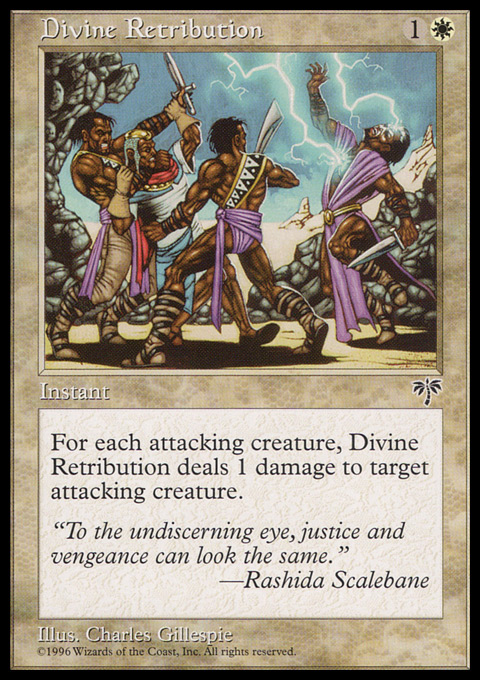 Divine Retribution 1
Instant
For each attacking creature, Divine
Retribution deals 1 damage to target
attacking creature.
“To the undiscerning eye, justice and
vengeance can look the same.”
—Rashida Scalebane
Illus. Charles Gillespie
©1996 Wizards of the Coast, Inc. All rights reserved.